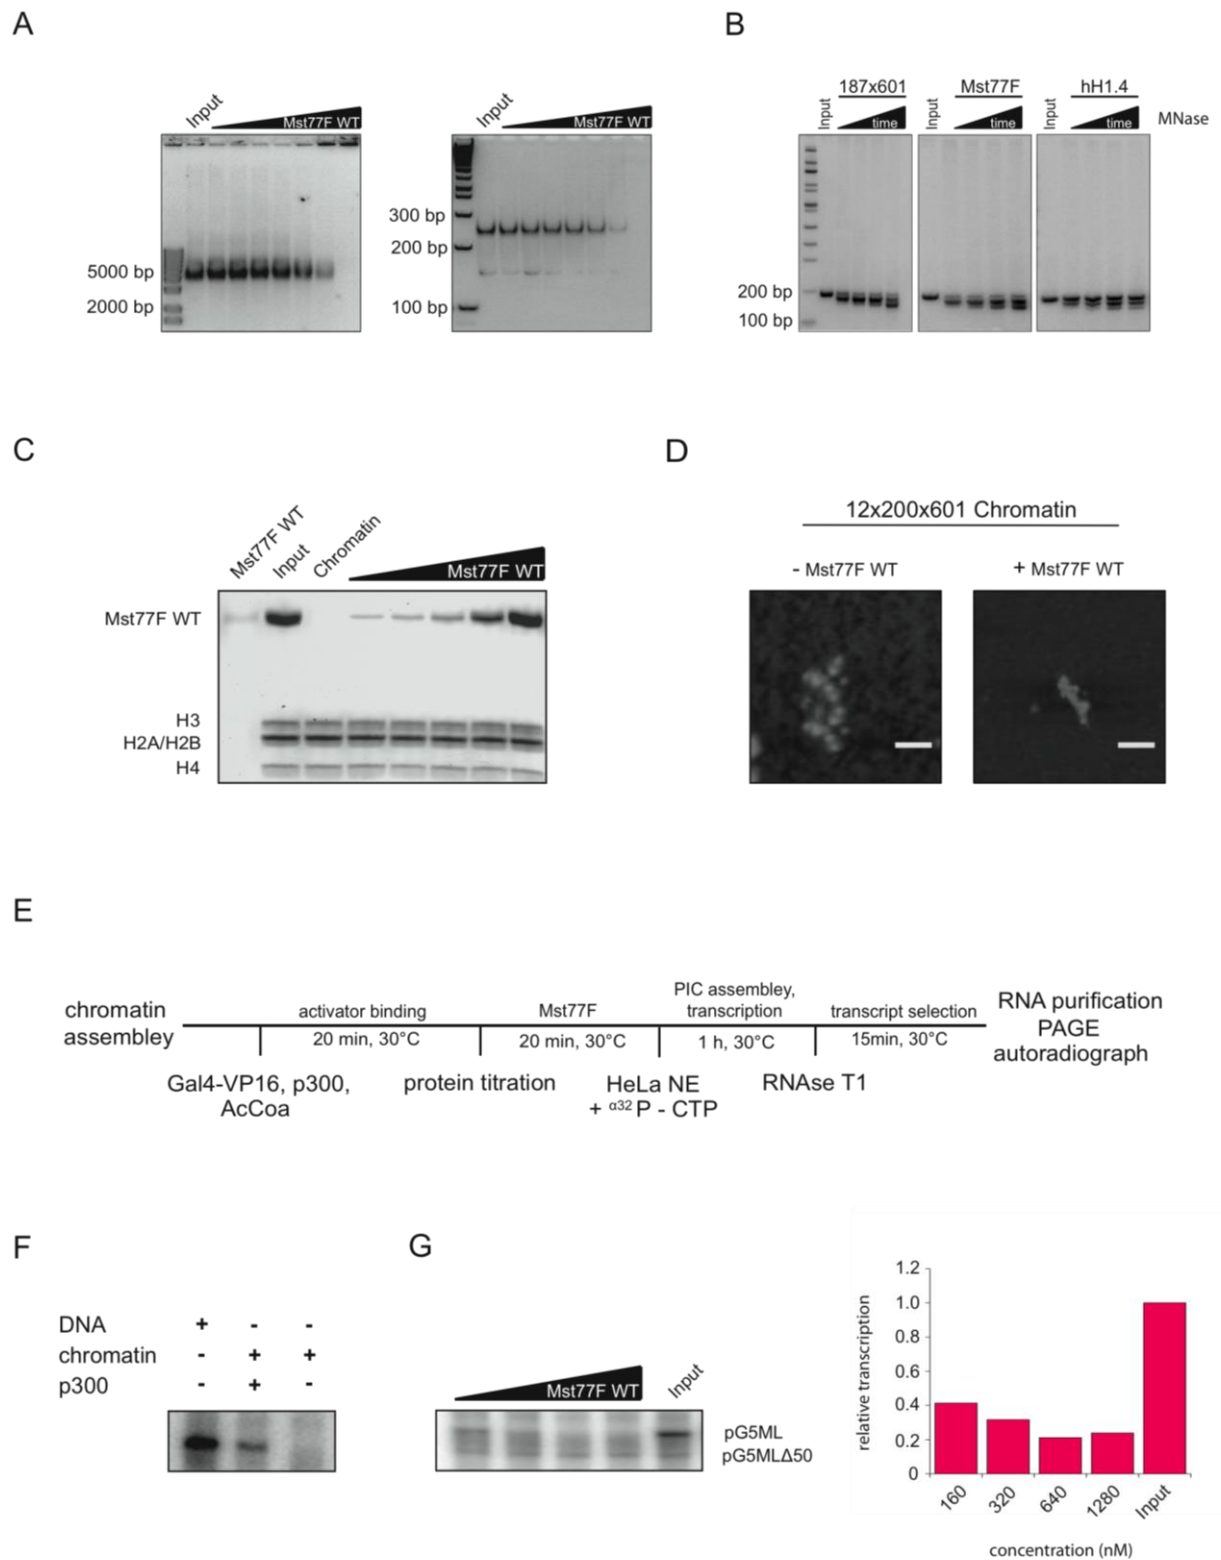 A
B
Input
Mst77F WT
5000 bp
2000 bp
Input
Mst77F WT
300 bp
200 bp
100 bp
187x601
Mst77F
hH1.4
Input
time
Input
time
Input
time
MNase
200 bp
100 bp
C
D
Mst77F WT
Input
Chromatin
Mst77F WT
Mst77F WT
H3
H2A/H2B
H4
12x200x601 Chromatin
- Mst77F WT
+ Mst77F WT
E
chromatin
assembley
activator binding
20 min, 30°C
Mst77F
20 min, 30°C
PIC assembley,
transcription
1 h, 30°C
transcript selection
15min, 30°C
RNA purification
PAGE
autoradiograph
Gal4-VP16, p300,
AcCoa
protein titration
HeLa NE
+ α32 P - CTP
RNAse T1
F
G
DNA + - -
chromatin - + +
p300 - + -
Mst77F WT
Input
pG5ML
pG5MLΔ50
relative transcription
1.2
1.0
0.8
0.6
0.4
0.2
0
160
320
640
1280
Input
concentration (nM)